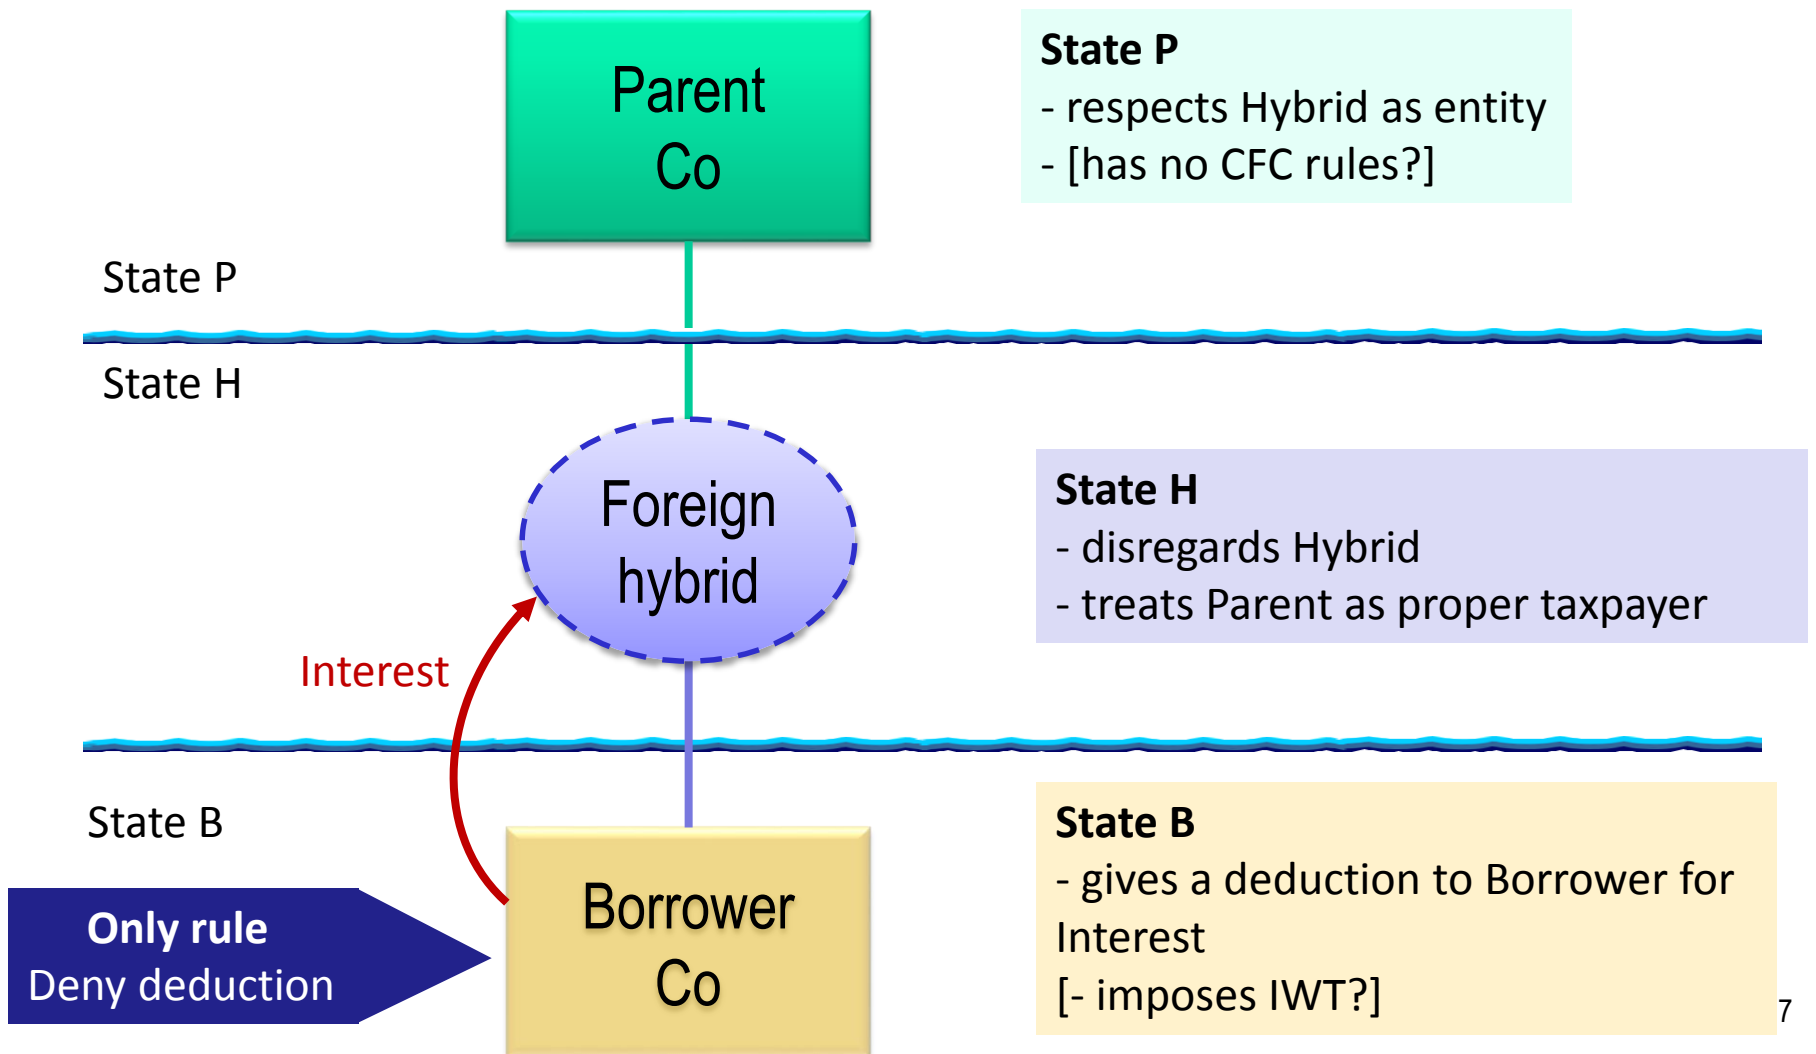 Parent
Co
State P
- respects Hybrid as entity
- [has no CFC rules?]
State P
State H
Foreign
hybrid
State H
- disregards Hybrid
- treats Parent as proper taxpayer
Interest
State B
Only rule
Deny deduction
Borrower
Co
State B
- gives a deduction to Borrower for
Interest
[- imposes IWT?]
7